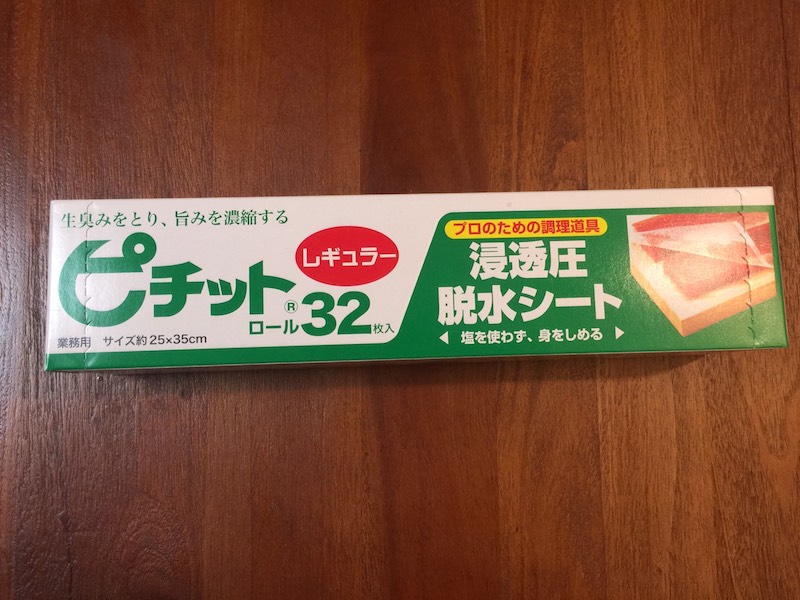 生臭みをとり、旨みを濃縮する
ピチット®
レギュラー
ロール32枚入
業務用 サイズ約25×35cm
プロのための調理道具
浸透圧
脱水シート
塩を使わず、身をしめる